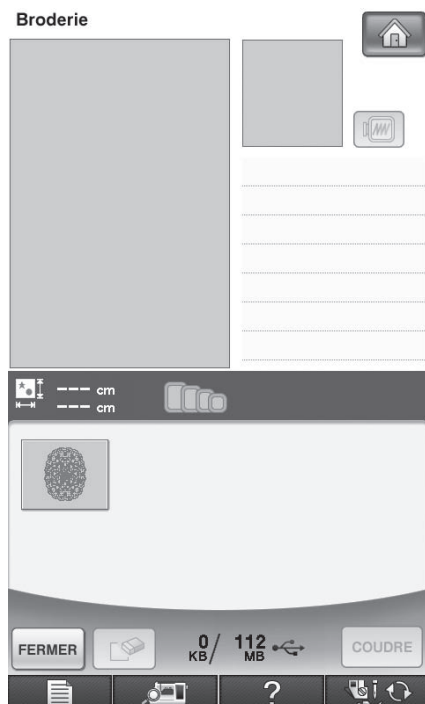 Broderie
--- cm
--- cm
FERMER
0 KB / 112 MB
COUDRE
?
i